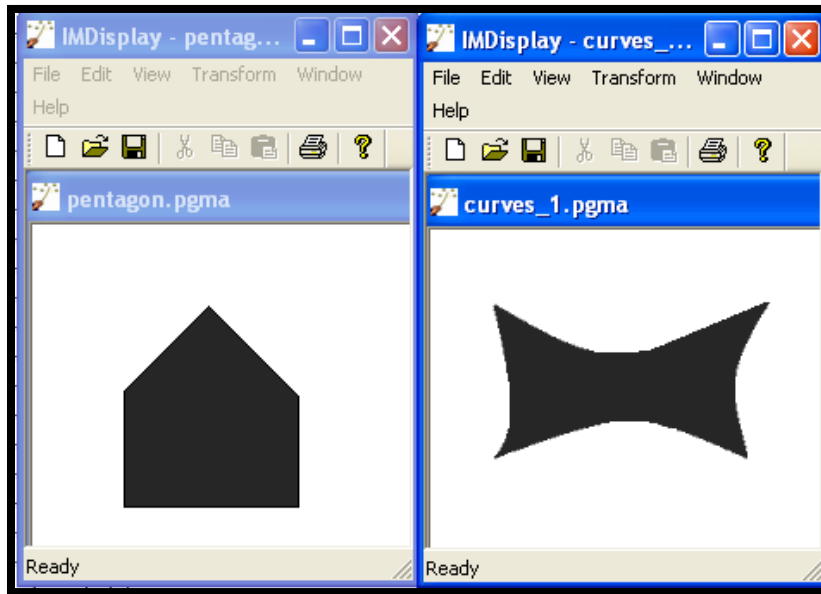 IMDisplay - pentag...
File Edit View Transform Window
Help
pentagon.pgma
Ready
IMDisplay - curves_...
File Edit View Transform Window
Help
curves_1.pgma
Ready